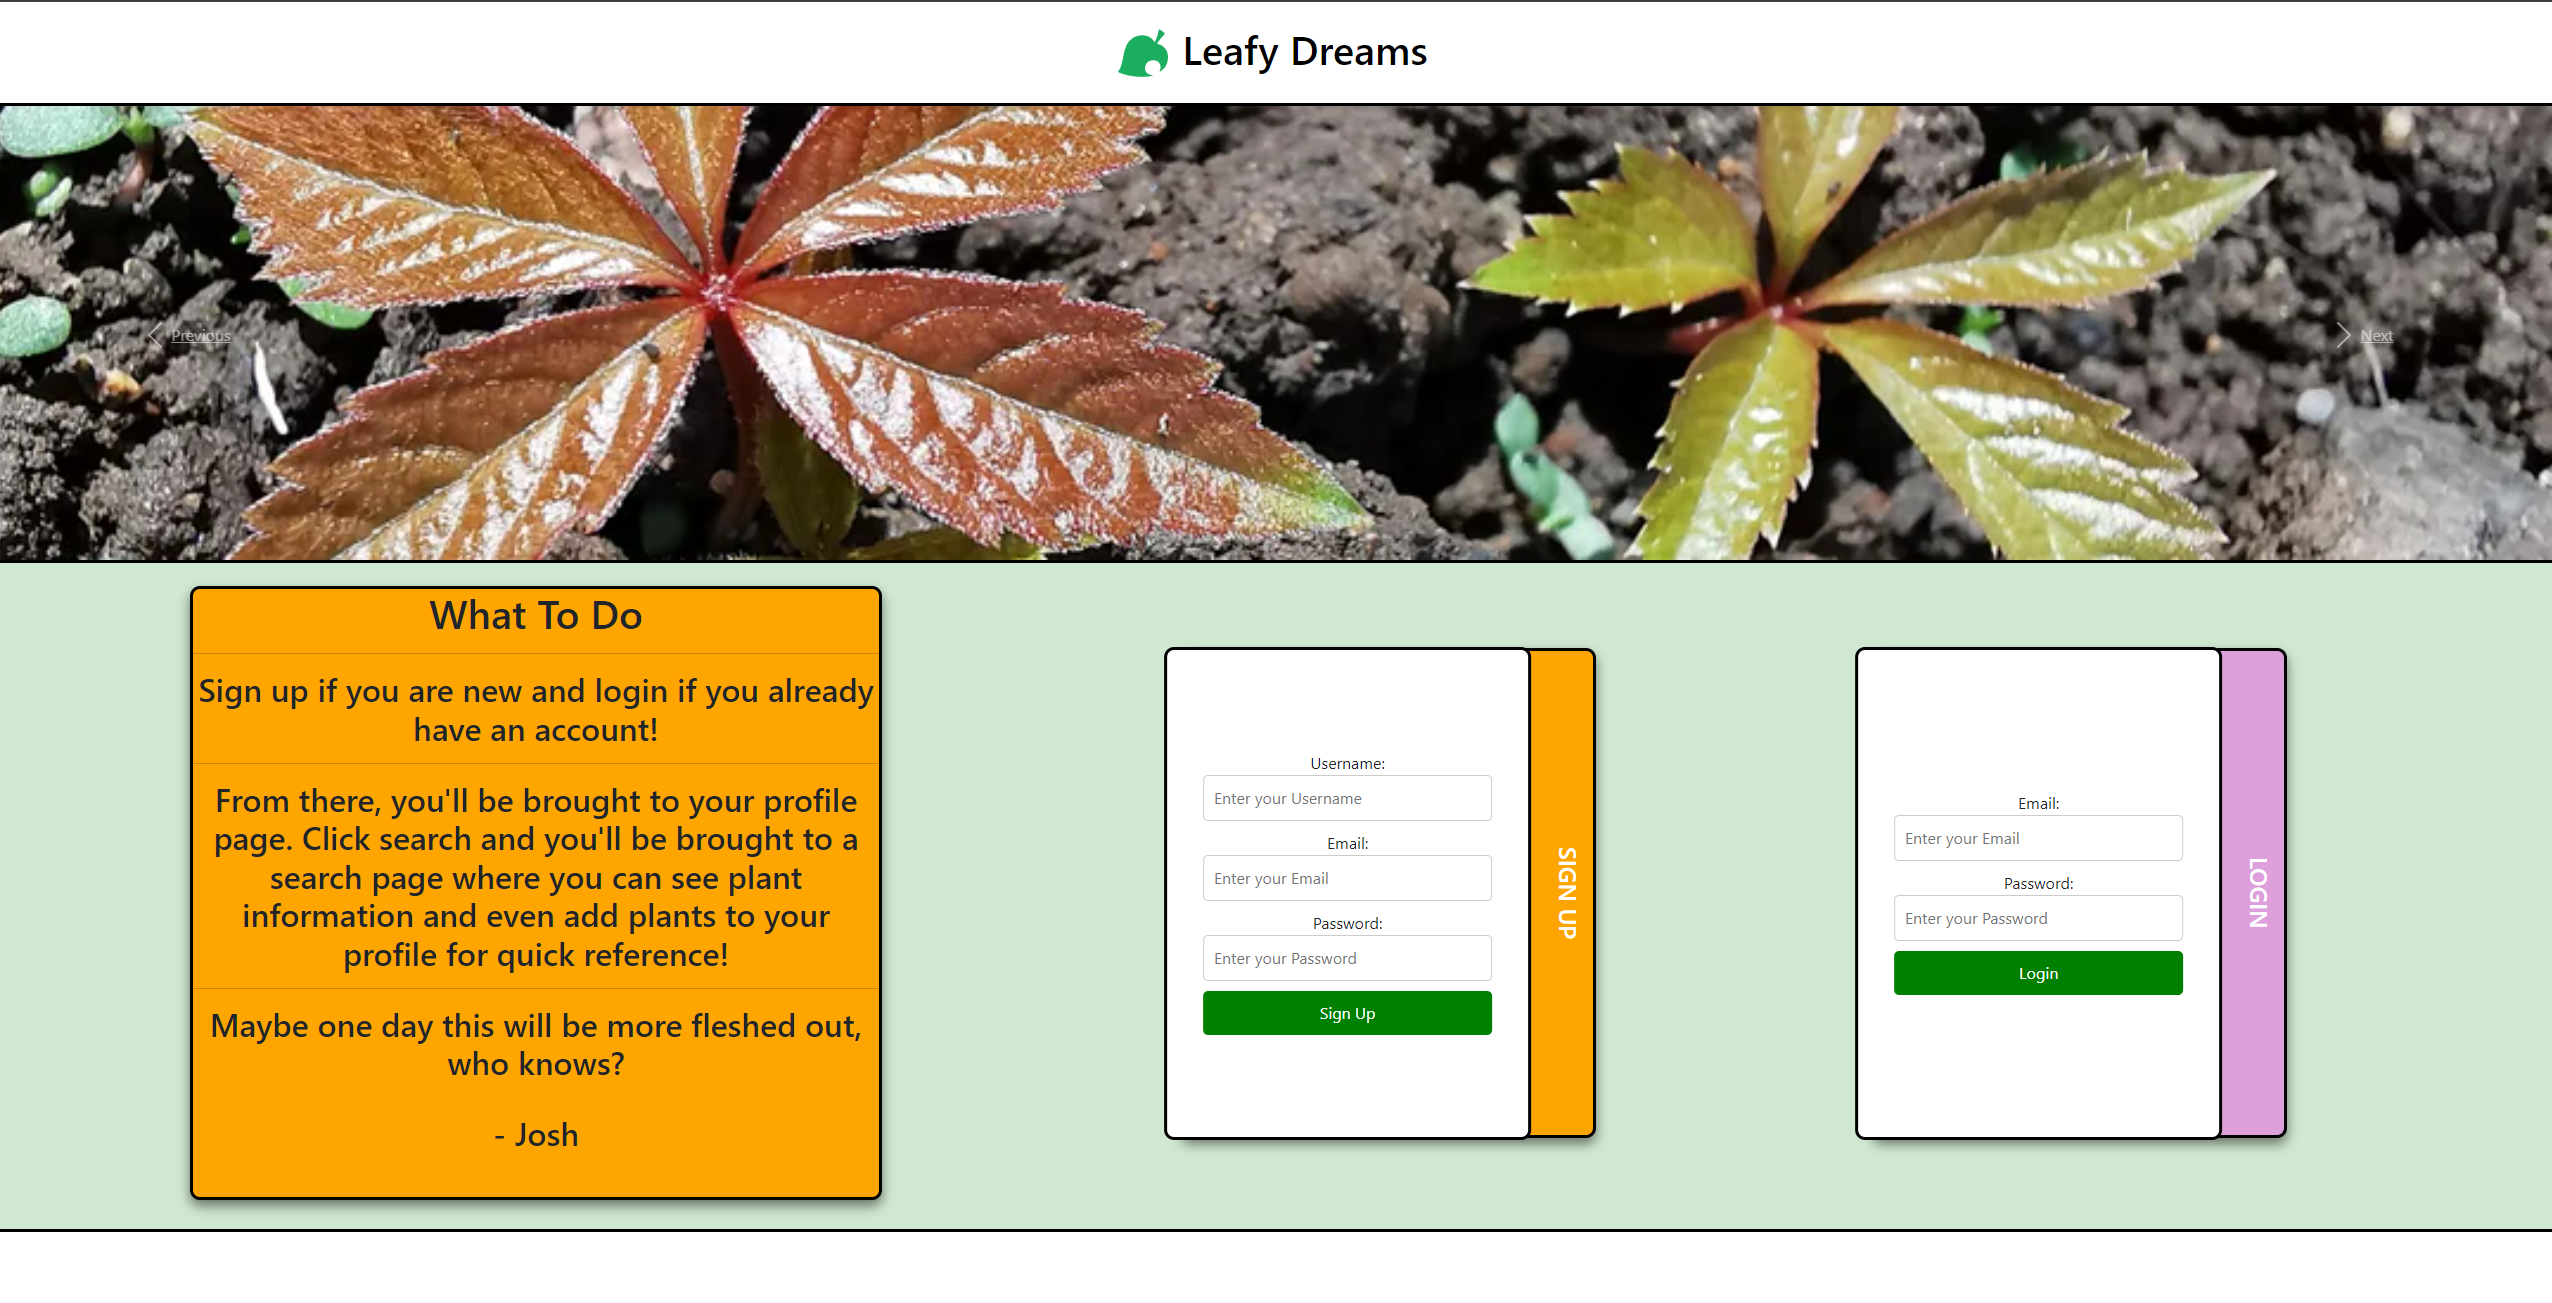 Leafy Dreams
Previous
Next
What To Do
Sign up if you are new and login if you already
have an account!
From there, you'll be brought to your profile
page. Click search and you'll be brought to a
search page where you can see plant
information and even add plants to your
profile for quick reference!
Maybe one day this will be more fleshed out,
who knows?
- Josh
Username:
Enter your Username
Email:
Enter your Email
Password:
Enter your Password
Sign Up
SIGN UP
Email:
Enter your Email
Password:
Enter your Password
Login
LOGIN